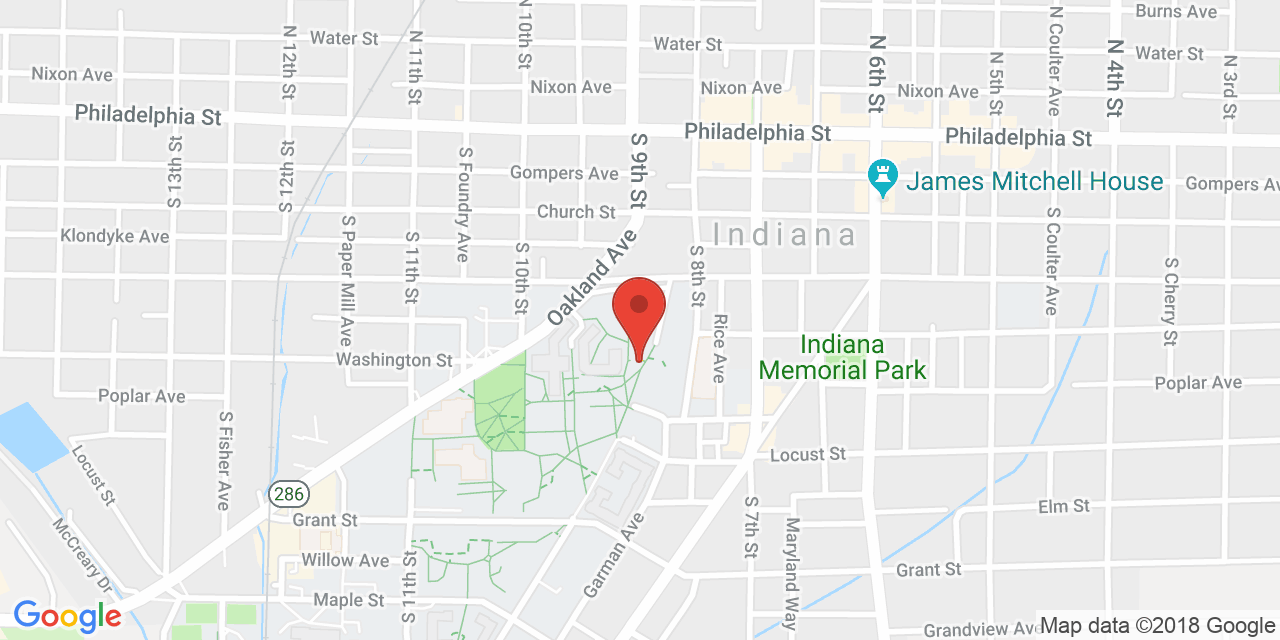 Burns Ave
Water St
Water St
Water St
N 12th St
N 11th St
N 10th St
N 6th St
N 5th St
N Coulter Ave
N 4th St
N 3rd St
Nixon Ave
Nixon Ave
Nixon Ave
Nixon Ave
Philadelphia St
Philadelphia St
Philadelphia St
S 13th St
S 12th St
S Foundry Ave
S 9th St
Gompers Ave
James Mitchell House
Gompers Av
Church St
Klondyke Ave
S Paper Mill Ave
S 11th St
S 10th St
Oakland Ave
Indiana
S 8th St
S Coulter Ave
S Cherry St
Rice Ave
Washington St
Indiana
Memorial Park
Poplar Ave
Poplar Ave
S Fisher Ave
Locust St
Locust St
286
McCreary Dr
Grant St
Elm St
S 7th St
Maryland Way
Garman Ave
Willow Ave
Grant St
S 11th St
Maple St
Google
Grandview Ave
Map data ©2018 Google